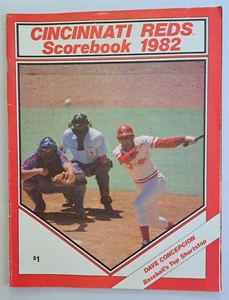 CINCINNATI REDS
Scorebook 1982
DAVE CONCEPCION
Baseball's Top Shortstop
$1